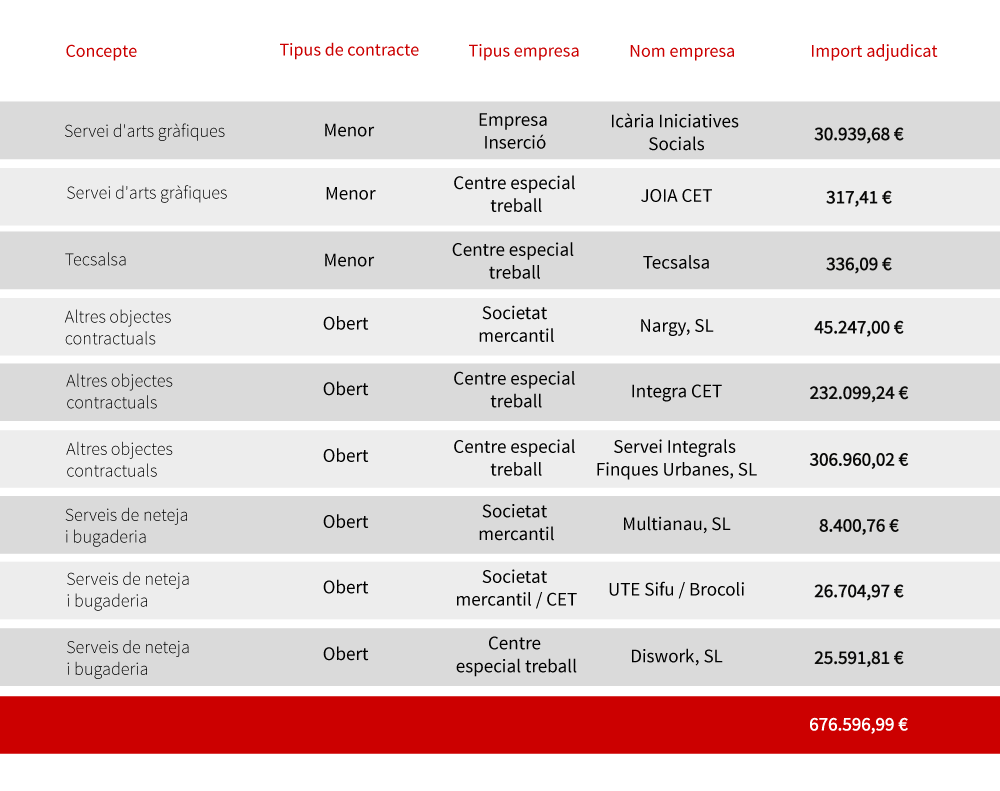 Concepte Tipus de contracte Tipus empresa Nom empresa Import adjudicat
Servei d'arts gràfiques Menor Empresa Inserció Icària Iniciatives Socials 30.939,68 €
Servei d'arts gràfiques Menor Centre especial treball JOIA CET 317,41 €
Tecsalsa Menor Centre especial treball Tecsalsa 336,09 €
Altres objectes contractuals Obert Societat mercantil Nargy, SL 45.247,00 €
Altres objectes contractuals Obert Centre especial treball Integra CET 232.099,24 €
Altres objectes contractuals Obert Centre especial treball Servei Integrals Finques Urbanes, SL 306.960,02 €
Serveis de neteja i bugaderia Obert Societat mercantil Multianau, SL 8.400,76 €
Serveis de neteja i bugaderia Obert Societat mercantil / CET UTE Sifu / Brocoli 26.704,97 €
Serveis de neteja i bugaderia Obert Centre especial treball Diswork, SL 25.591,81 €
676.596,99 €